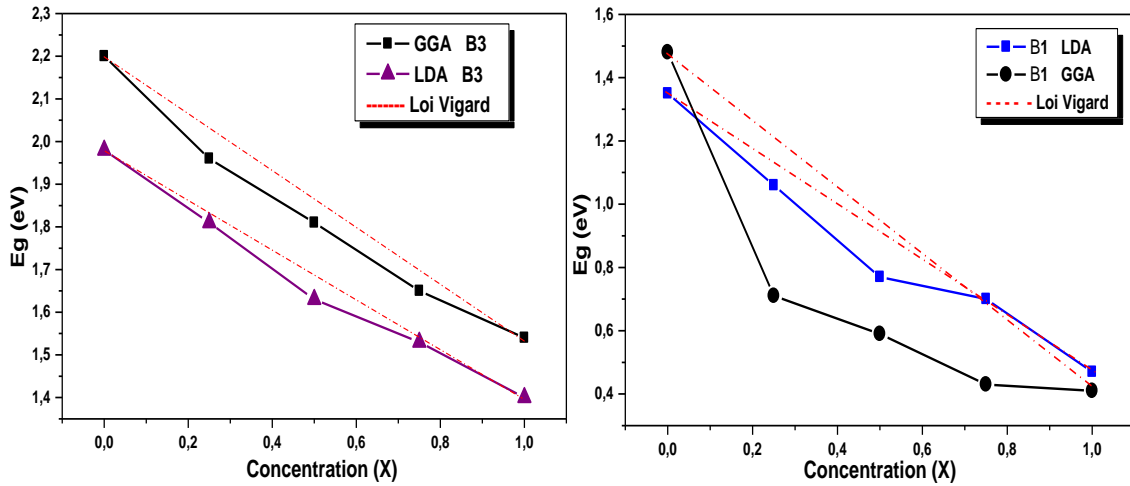 2,3
2,2
2,1
2,0
1,9
1,8
1,7
1,6
1,5
1,4
Eg (eV)
GGA B3
LDA B3
Loi Vigard
0,0 0,2 0,4 0,6 0,8 1,0
Concentration (X)
1,6
1,4
1,2
1,0
0,8
0,6
0,4
Eg (eV)
B1 LDA
B1 GGA
Loi Vigard
0,0 0,2 0,4 0,6 0,8 1,0
Concentration (X)